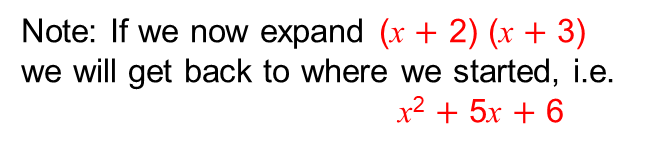 Note: If we now expand (x + 2) (x + 3)
we will get back to where we started, i.e.
x² + 5x + 6